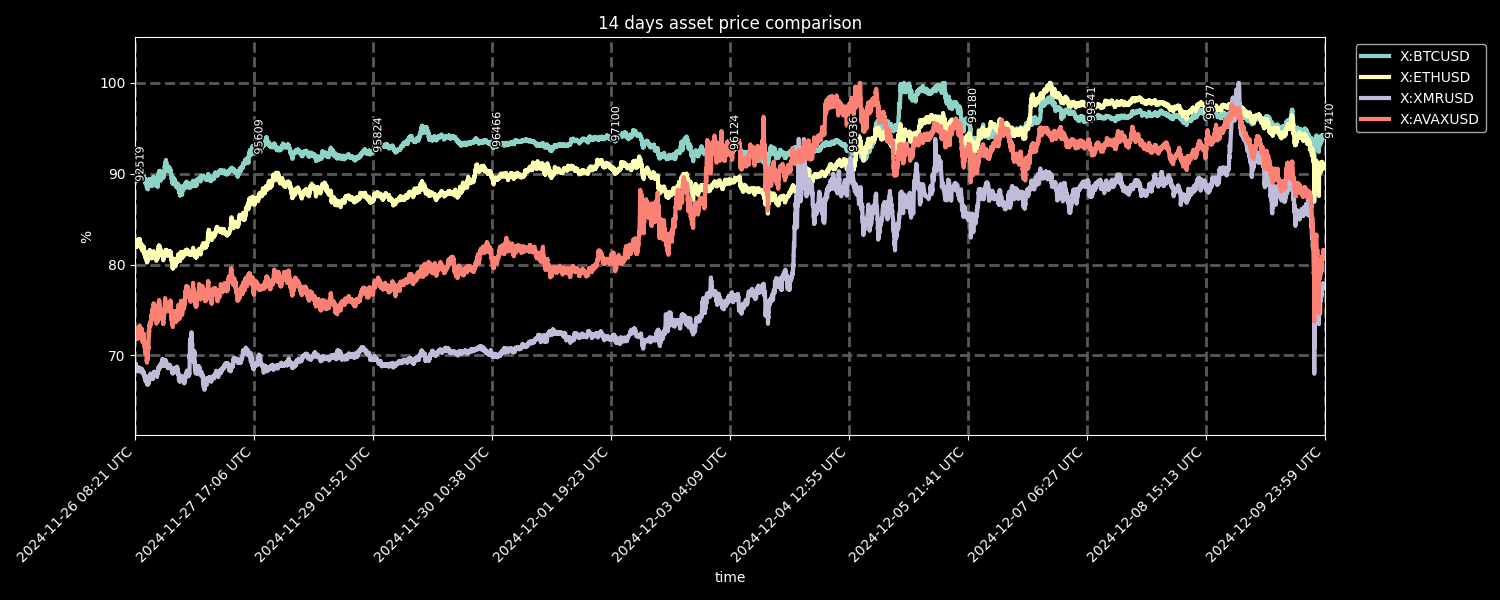 14 days asset price comparison
X:BTCUSD
X:ETHUSD
X:XMRUSD
X:AVAXUSD
%
100
90
80
70
92519
95609
95824
96466
97100
96124
95936
99180
99341
99577
97410
2024-11-26 08:21 UTC
2024-11-27 17:06 UTC
2024-11-29 01:52 UTC
2024-11-30 10:38 UTC
2024-12-01 19:23 UTC
2024-12-03 04:09 UTC
2024-12-04 12:55 UTC
2024-12-05 21:41 UTC
2024-12-07 06:27 UTC
2024-12-08 15:13 UTC
2024-12-09 23:59 UTC
time